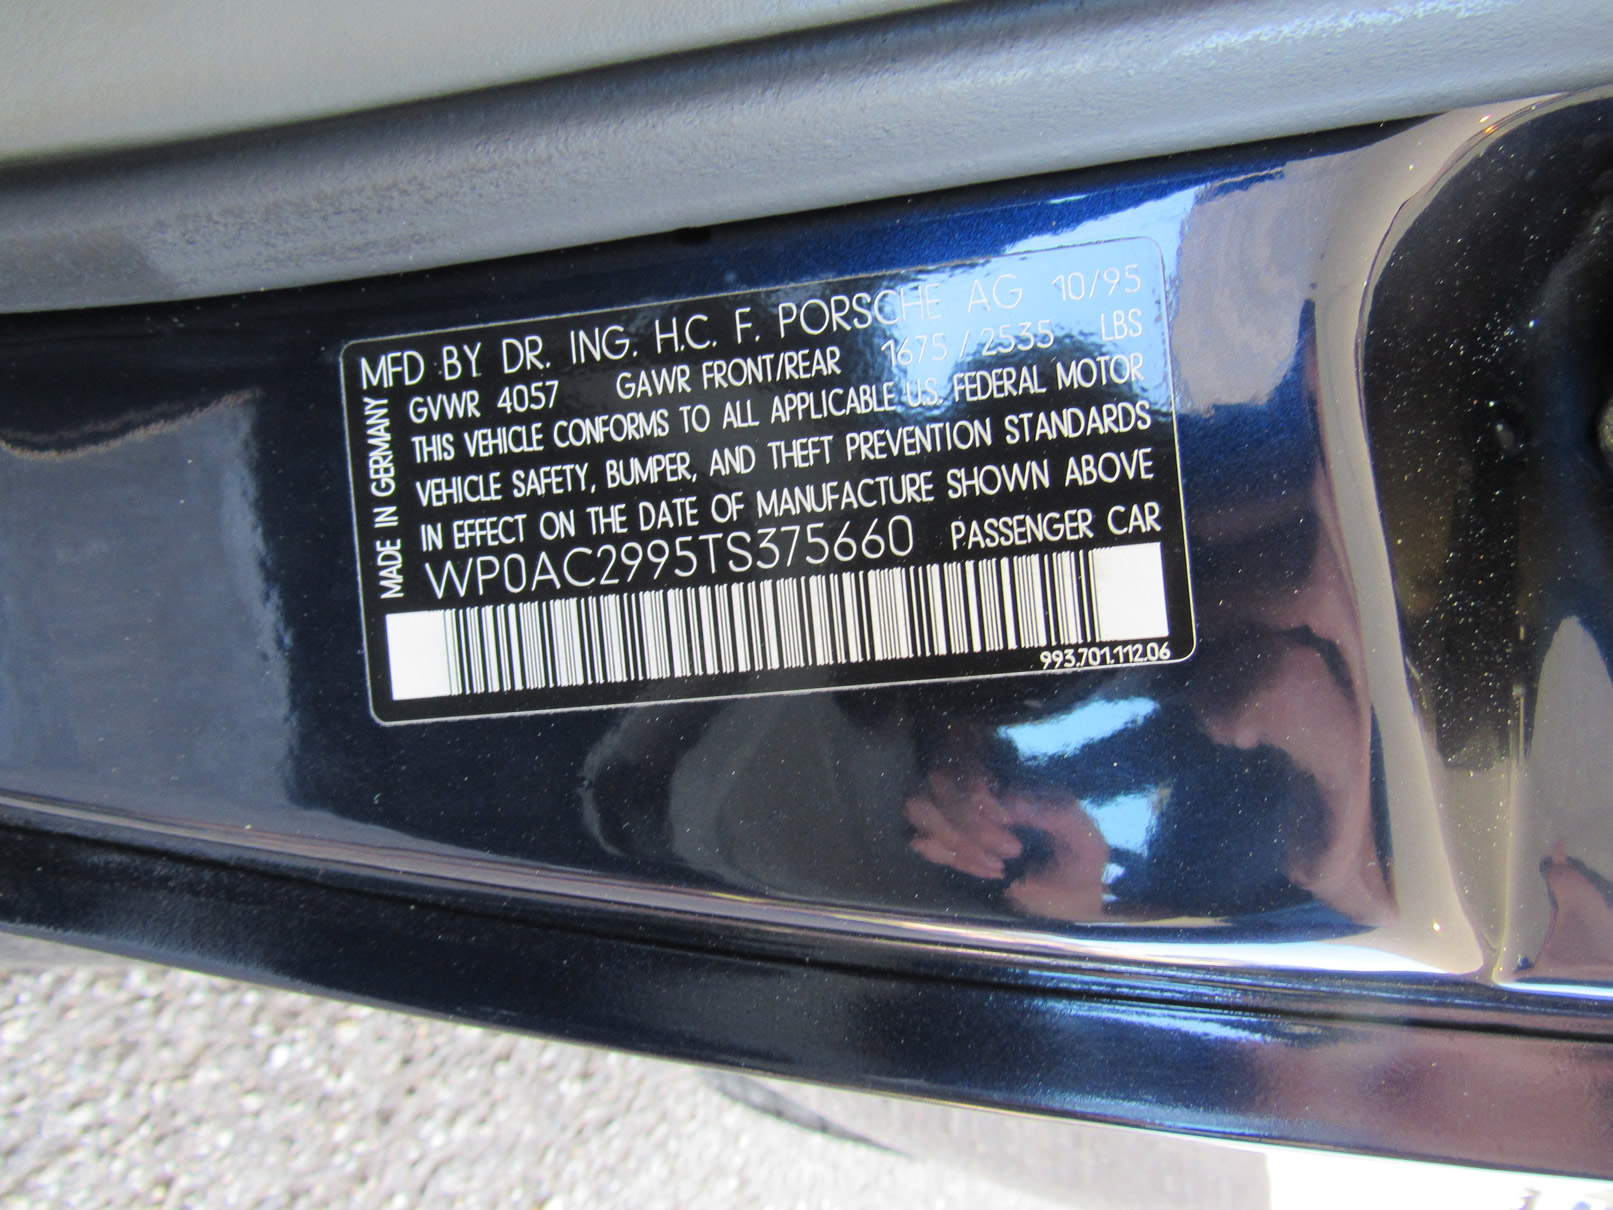 MFD BY DR. ING. H.C. F. PORSCHE AG 10/95
GVWR 4057 GAWR FRONT/REAR 1675 / 2535 LBS
THIS VEHICLE CONFORMS TO ALL APPLICABLE U.S. FEDERAL MOTOR
VEHICLE SAFETY, BUMPER, AND THEFT PREVENTION STANDARDS
IN EFFECT ON THE DATE OF MANUFACTURE SHOWN ABOVE
WP0AC2995TS375660 PASSENGER CAR
993.701.112.06
MADE IN GERMANY